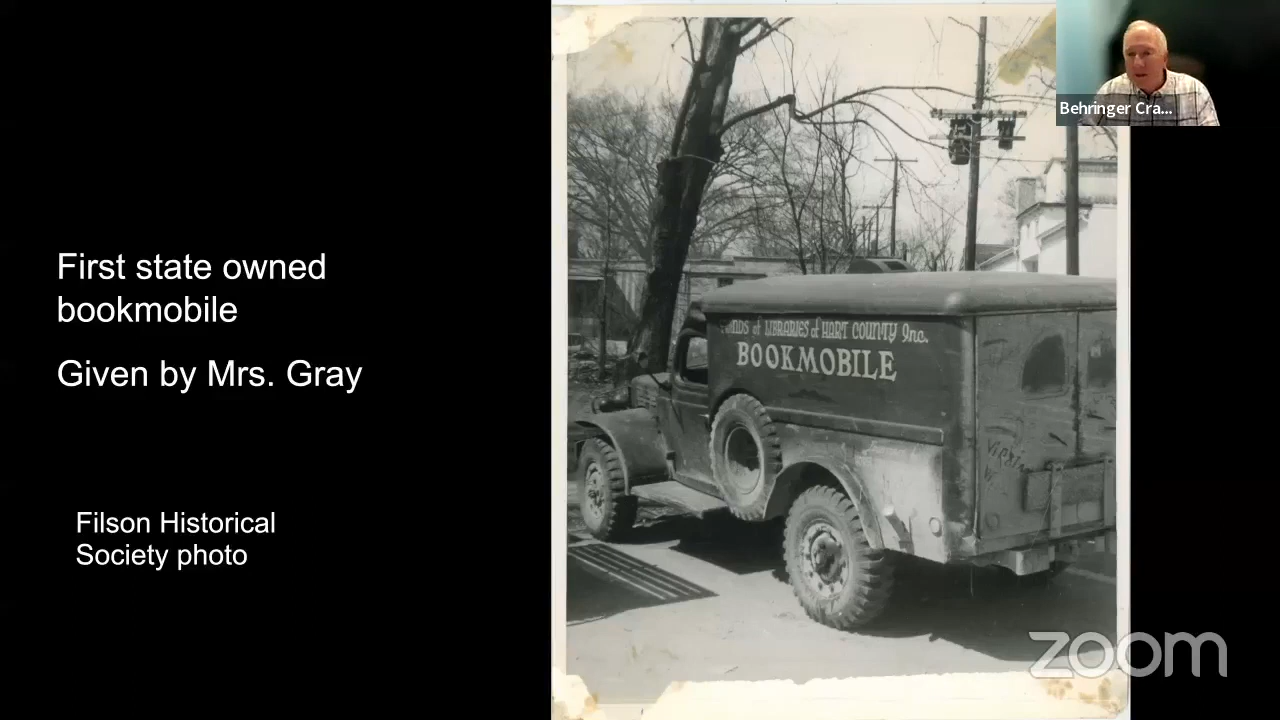 First state owned
bookmobile
Given by Mrs. Gray
Filson Historical
Society photo
of LIBRARIES of HART COUNTY Inc.
BOOKMOBILE
Behringer Cra...
zoom